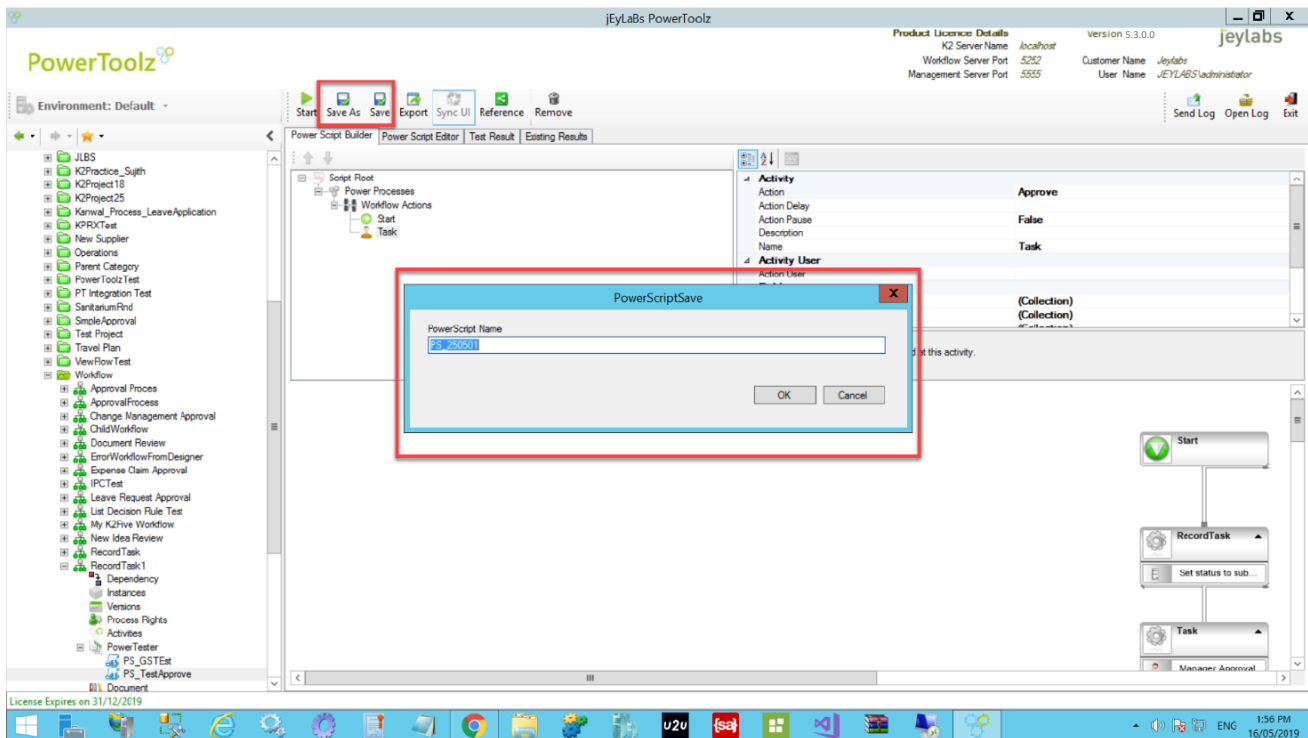 jEyLaBs PowerToolz
PowerToolz
Product Licence Details
Version 5.3.0.0
jeylabs
K2 Server Name localhost
Workflow Server Port 5252
Customer Name Jeylabs
Management Server Port 5555
User Name JEYLABS\administrator
Environment: Default
Start Save As Save Export Sync UI Reference Remove
Send Log Open Log Exit
Power Script Builder Power Script Editor Test Result Existing Results
JLBS
K2Practice_Sujith
K2Project18
K2Project25
Kanwal_Process_LeaveApplication
KPRXTest
New Supplier
Operations
Parent Category
PowerToolzTest
PT Integration Test
SanitariumRnd
SmpleApproval
Test Project
Travel Plan
ViewFlowTest
Workflow
Approval Proces
ApprovalFrocess
Change Management Approval
ChildWorkflow
Document Review
ErrorWorkflowFromDesigner
Expense Claim Approval
IPCTest
Leave Request Approval
List Decision Rule Test
My K2Five Workflow
New Idea Review
RecordTask
RecordTask1
Dependency
Instances
Versions
Process Rights
Activities
PowerTester
PS_GSTEst
PS_TestApprove
Document
Script Root
Power Processes
Workflow Actions
Start
Task
Activity
Action Approve
Action Delay
Action Pause False
Description
Name Task
Activity User
Action User
(Collection)
(Collection)
(Collection)
d at this activity.
PowerScriptSave
X
PowerScript Name
PS_250501
OK Cancel
Start
RecordTask
Set status to sub...
Task
Manager Approval
License Expires on 31/12/2019
u2u
{sa}
ENG
1:56 PM
16/05/2019